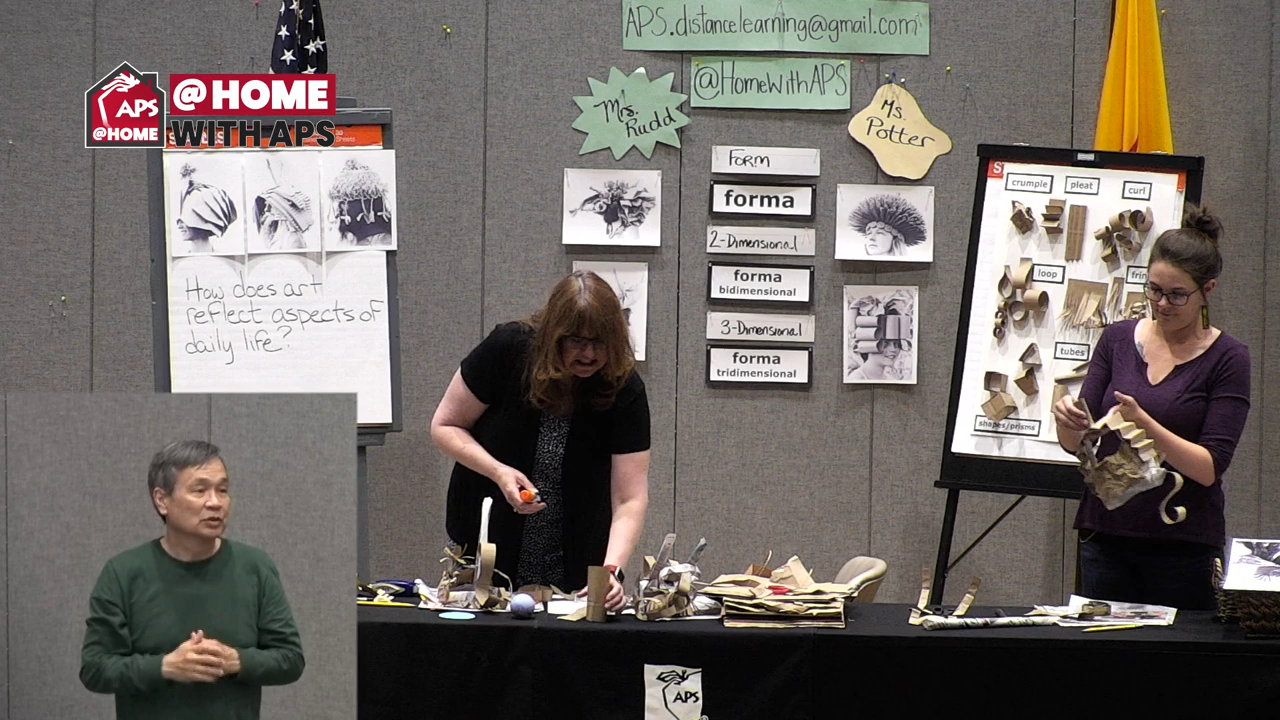 APS.distancelearning@gmail.com
@HomeWithAPS
Mrs.
Rudd
Ms.
Potter
APS
@HOME
@HOME
WITH APS
How does art
reflect aspects of
daily life?
FORM
forma
2-Dimensional
forma
bidimensional
3-Dimensional
forma
tridimensional
crumple
pleat
curl
loop
tubes
shapes/prisms
APS